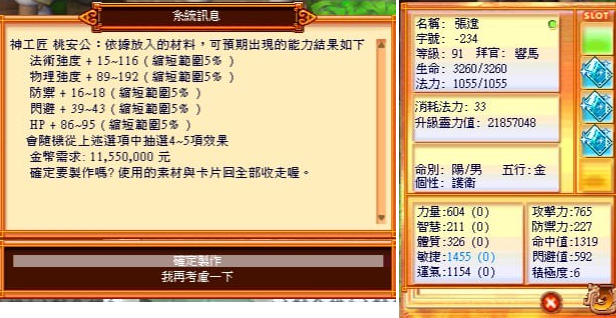 系統訊息
神工匠 桃安公：依據放入的材料，可預期出現的能力結果如下
法術強度 + 15~116 ( 縮短範圍5% )
物理強度 + 89~192 ( 縮短範圍5% )
防禦 + 16~18 ( 縮短範圍5% )
閃避 + 39~43 ( 縮短範圍5% )
HP + 86~95 ( 縮短範圍5% )
會隨機從上述選項中抽選4~5項效果
金幣需求: 11,550,000 元
確定要製作嗎? 使用的素材與卡片回全部收走喔。
確定製作
我再考慮一下
SLOT
名稱: 張遼
字號: -234
等級: 91 拜官: 響馬
生命: 3260/3260
法力: 1055/1055
消耗法力: 33
升級靈力值: 21857048
命別: 陽/男 五行: 金
個性: 護衛
力量:604 (0) 攻擊力:765
智慧:211 (0) 防禦力:227
體質:326 (0) 命中值:1319
敏捷:1455 (0) 閃避值:592
運氣:1154 (0) 積極度:6